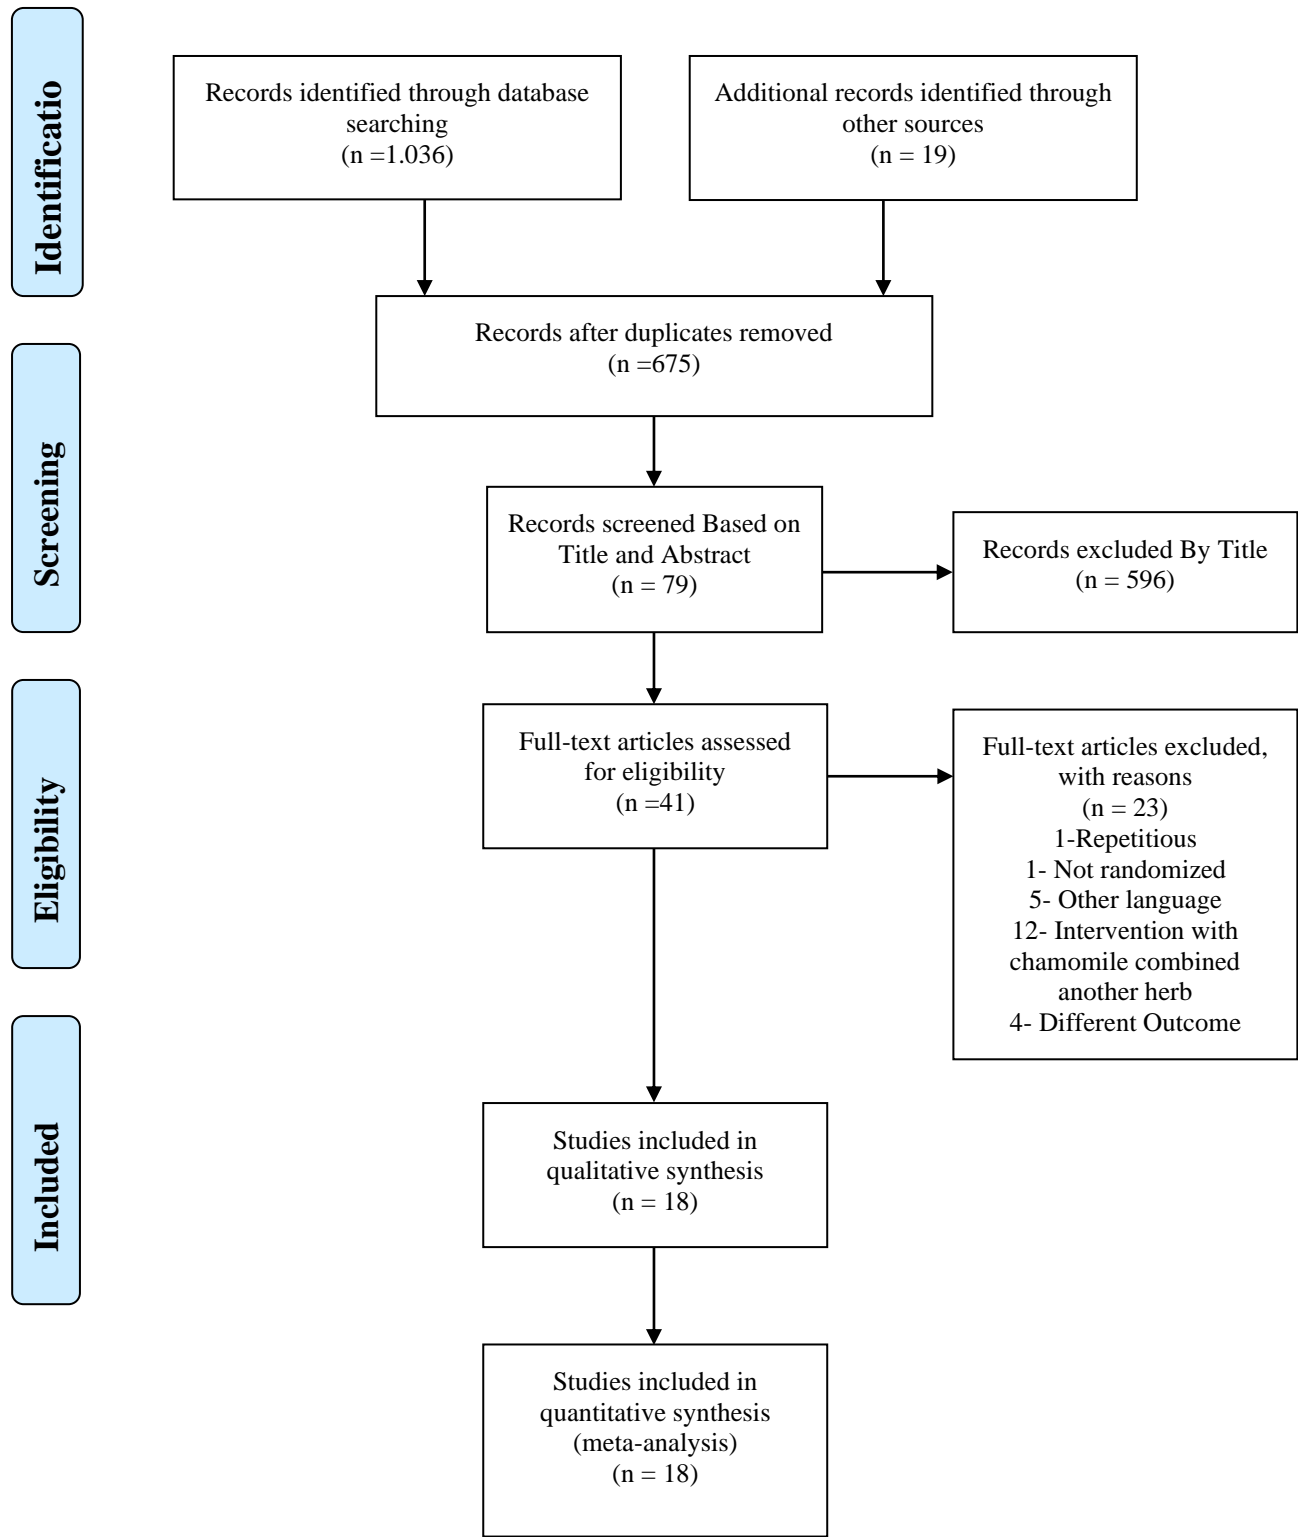 Identificatio
Records identified through database
searching
(n =1.036)
Additional records identified through
other sources
(n = 19)
Records after duplicates removed
(n =675)
Screening
Records screened Based on
Title and Abstract
(n = 79)
Records excluded By Title
(n = 596)
Eligibility
Full-text articles assessed
for eligibility
(n =41)
Full-text articles excluded,
with reasons
(n = 23)
1-Repetitious
1- Not randomized
5- Other language
12- Intervention with
chamomile combined
another herb
4- Different Outcome
Included
Studies included in
qualitative synthesis
(n = 18)
Studies included in
quantitative synthesis
(meta-analysis)
(n = 18)